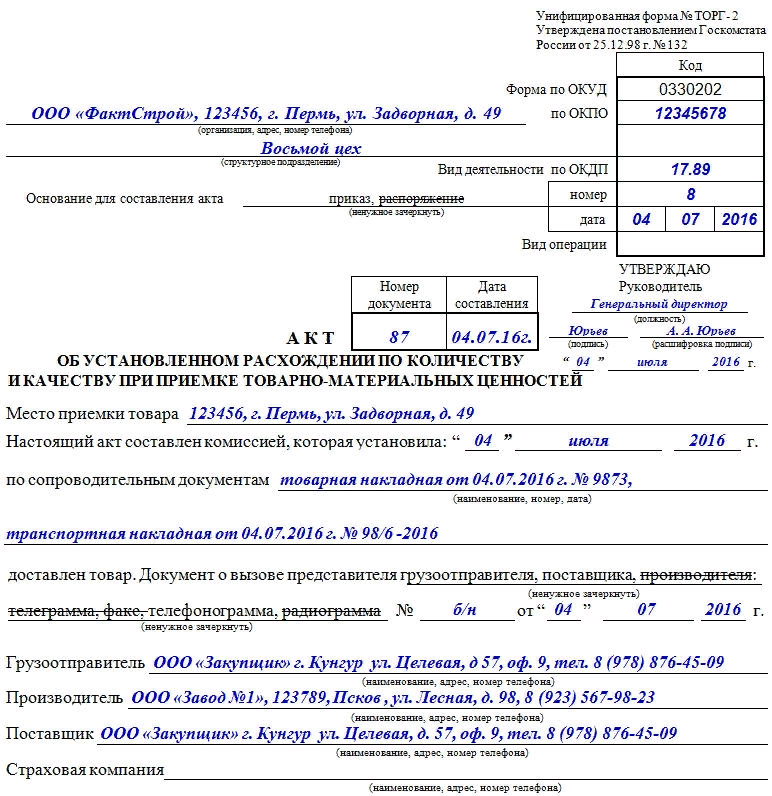 Унифицированная форма № ТОРГ- 2
Утверждена постановлением Госкомстата
России от 25.12.98 г. № 132
Код
Форма по ОКУД 0330202
ООО «ФактСтрой», 123456, г. Пермь, ул. Задворная, д. 49 по ОКПО 12345678
(организация, адрес, номер телефона)
Восьмой цех
(структурное подразделение)
Вид деятельности по ОКДП 17.89
Основание для составления акта приказ, распоряжение номер 8
(ненужное зачеркнуть)
дата 04 07 2016
Вид операции
УТВЕРЖДАЮ
Руководитель
Генеральный директор
(должность)
Номер документа Дата составления
АКТ 87 04.07.16г.
Юрьев А. А. Юрьев
(подпись) (расшифровка подписи)
“ 04 ” июля 2016 г.
ОБ УСТАНОВЛЕННОМ РАСХОЖДЕНИИ ПО КОЛИЧЕСТВУ
И КАЧЕСТВУ ПРИ ПРИЕМКЕ ТОВАРНО-МАТЕРИАЛЬНЫХ ЦЕННОСТЕЙ
Место приемки товара 123456, г. Пермь, ул. Задворная, д. 49
Настоящий акт составлен комиссией, которая установила: “ 04 ” июля 2016 г.
по сопроводительным документам товарная накладная от 04.07.2016 г. № 9873,
(наименование, номер, дата)
транспортная накладная от 04.07.2016 г. № 98/6 -2016
доставлен товар. Документ о вызове представителя грузоотправителя, поставщика, производителя:
(ненужное зачеркнуть)
телеграмма, факс, телефонограмма, радиограмма № б/н от “ 04 ” 07 2016 г.
(ненужное зачеркнуть)
Грузоотправитель ООО «Закупщик» г. Кунгур ул. Целевая, д 57, оф. 9, тел. 8 (978) 876-45-09
(наименование, адрес, номер телефона)
Производитель ООО «Завод №1», 123789, Псков , ул. Лесная, д. 98, 8 (923) 567-98-23
(наименование, адрес, номер телефона)
Поставщик ООО «Закупщик» г. Кунгур ул. Целевая, д. 57, оф. 9, тел. 8 (978) 876-45-09
(наименование, адрес, номер телефона)
Страховая компания
(наименование, адрес, номер телефона)